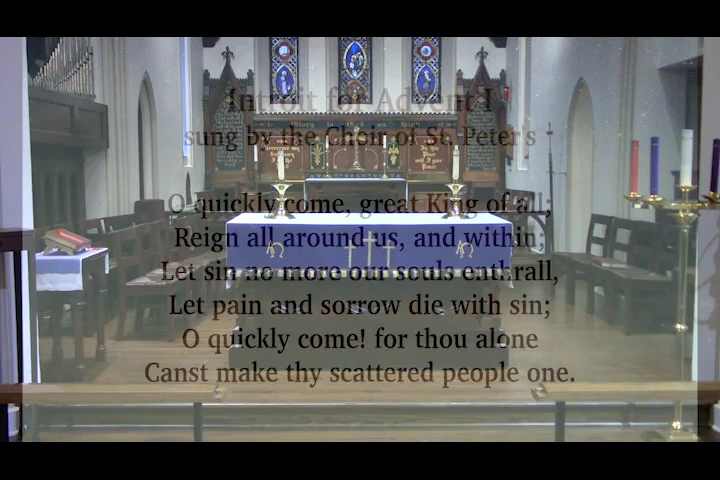 Introit for Advent I
sung by the Choir of St. Peter's
O quickly come, great King of all;
Reign all around us, and within;
Let sin no more our souls enthrall,
Let pain and sorrow die with sin;
O quickly come! for thou alone
Canst make thy scattered people one.
ΑΩ
ΑΩ